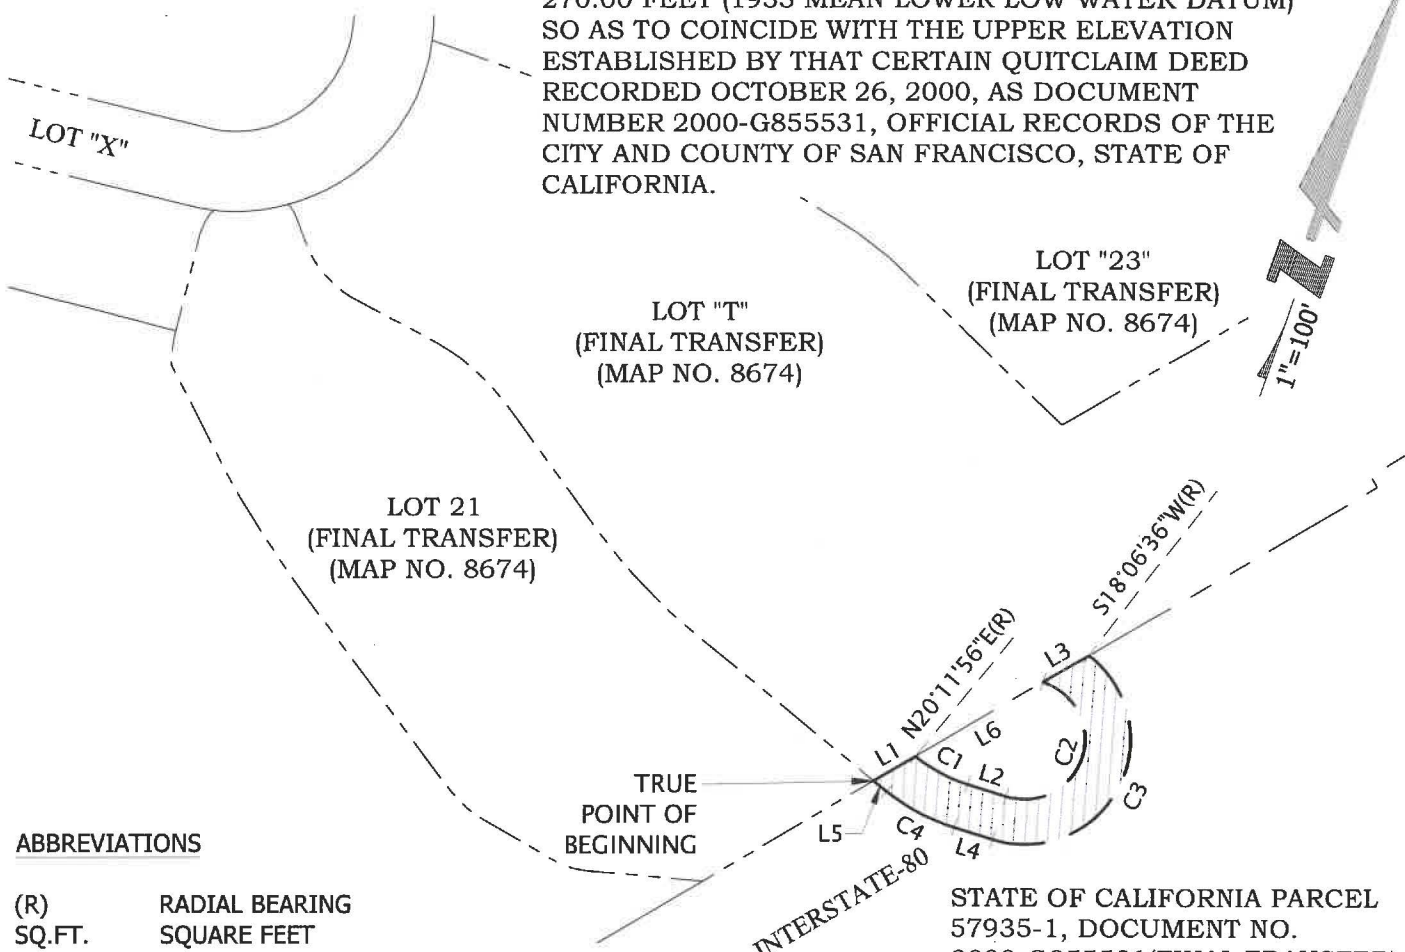 270.00 FEET (1933 MEAN LOWER LOW WATER DATUM)
SO AS TO COINCIDE WITH THE UPPER ELEVATION
ESTABLISHED BY THAT CERTAIN QUITCLAIM DEED
RECORDED OCTOBER 26, 2000, AS DOCUMENT
NUMBER 2000-G855531, OFFICIAL RECORDS OF THE
CITY AND COUNTY OF SAN FRANCISCO, STATE OF
CALIFORNIA.
LOT "X"
LOT "23"
(FINAL TRANSFER)
(MAP NO. 8674)
N
1"=100'
LOT "T"
(FINAL TRANSFER)
(MAP NO. 8674)
LOT 21
(FINAL TRANSFER)
(MAP NO. 8674)
S18°06'36"W(R)
N20°11'56"E(R)
L3
L1
L6
C1
L2
C2
C3
TRUE
POINT OF
BEGINNING
L5
C4
L4
INTERSTATE-80
ABBREVIATIONS
(R) RADIAL BEARING
SQ.FT. SQUARE FEET
STATE OF CALIFORNIA PARCEL
57935-1, DOCUMENT NO.